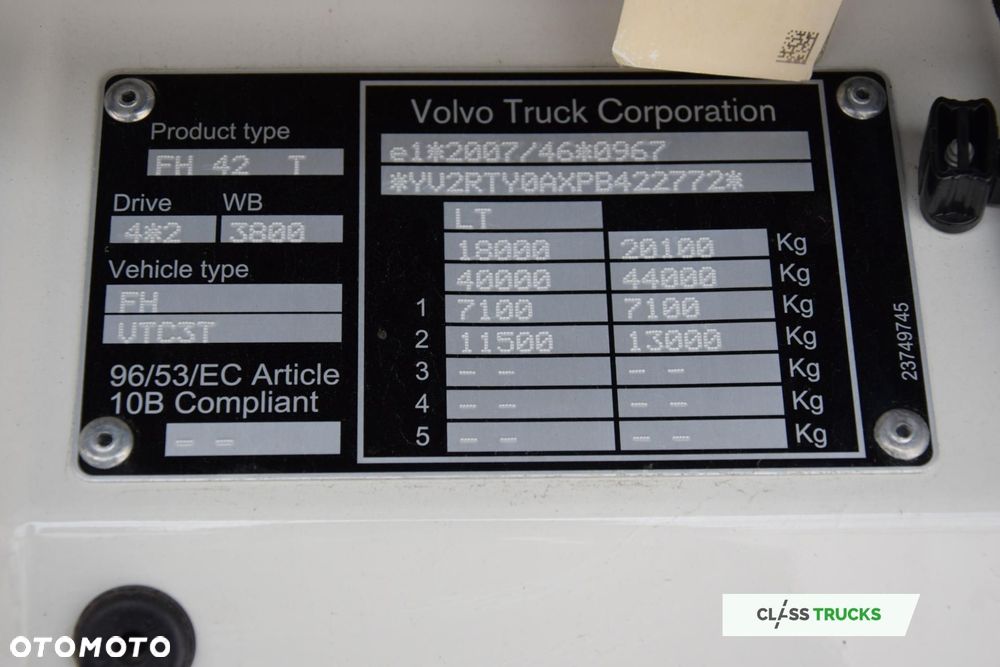 Volvo Truck Corporation
Product type
FH 42 T
Drive WB
4*2 3800
Vehicle type
FH
VTC3T
96/53/EC Article
10B Compliant
-- --
e1*2007/46*0967
*YV2RTY0AXPB422772*
LT
18000 20100 Kg
40000 44000 Kg
1 7100 7100 Kg
2 11500 13000 Kg
3 -- -- -- -- Kg
4 -- -- -- -- Kg
5 -- -- -- -- Kg
23749745
CLASSTRUCKS
OTOMOTO